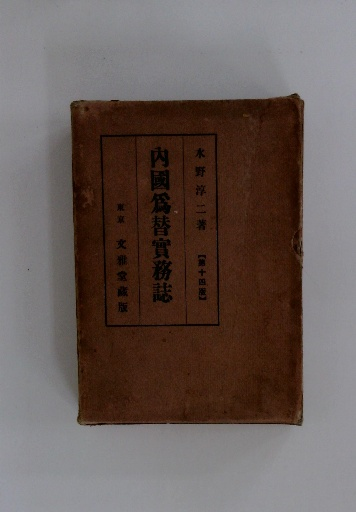 水野淳二著
【第十四版】
內國爲替實務誌
東京 文雅堂藏版